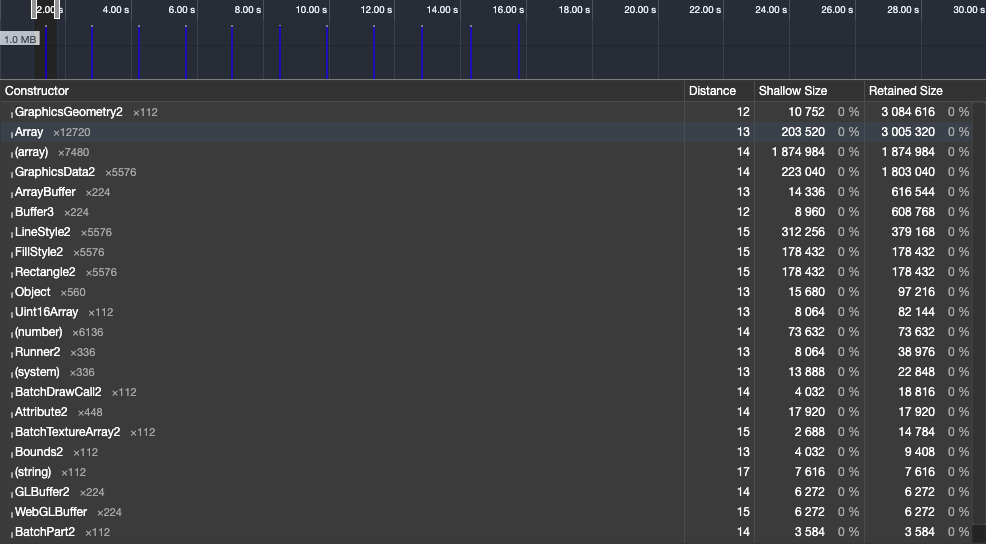 2.00 s 4.00 s 6.00 s 8.00 s 10.00 s 12.00 s 14.00 s 16.00 s 18.00 s 20.00 s 22.00 s 24.00 s 26.00 s 28.00 s 30.00 s
1.0 MB
Constructor Distance Shallow Size Retained Size
GraphicsGeometry2 ×112 12 10 752 0 % 3 084 616 0 %
Array ×12720 13 203 520 0 % 3 005 320 0 %
(array) ×7480 14 1 874 984 0 % 1 874 984 0 %
GraphicsData2 ×5576 14 223 040 0 % 1 803 040 0 %
ArrayBuffer ×224 13 14 336 0 % 616 544 0 %
Buffer3 ×224 12 8 960 0 % 608 768 0 %
LineStyle2 ×5576 15 312 256 0 % 379 168 0 %
FillStyle2 ×5576 15 178 432 0 % 178 432 0 %
Rectangle2 ×5576 15 178 432 0 % 178 432 0 %
Object ×560 13 15 680 0 % 97 216 0 %
Uint16Array ×112 13 8 064 0 % 82 144 0 %
(number) ×6136 14 73 632 0 % 73 632 0 %
Runner2 ×336 13 8 064 0 % 38 976 0 %
(system) ×336 13 13 888 0 % 22 848 0 %
BatchDrawCall2 ×112 14 4 032 0 % 18 816 0 %
Attribute2 ×448 14 17 920 0 % 17 920 0 %
BatchTextureArray2 ×112 15 2 688 0 % 14 784 0 %
Bounds2 ×112 13 4 032 0 % 9 408 0 %
(string) ×112 17 7 616 0 % 7 616 0 %
GLBuffer2 ×224 14 6 272 0 % 6 272 0 %
WebGLBuffer ×224 15 6 272 0 % 6 272 0 %
BatchPart2 ×112 14 3 584 0 % 3 584 0 %